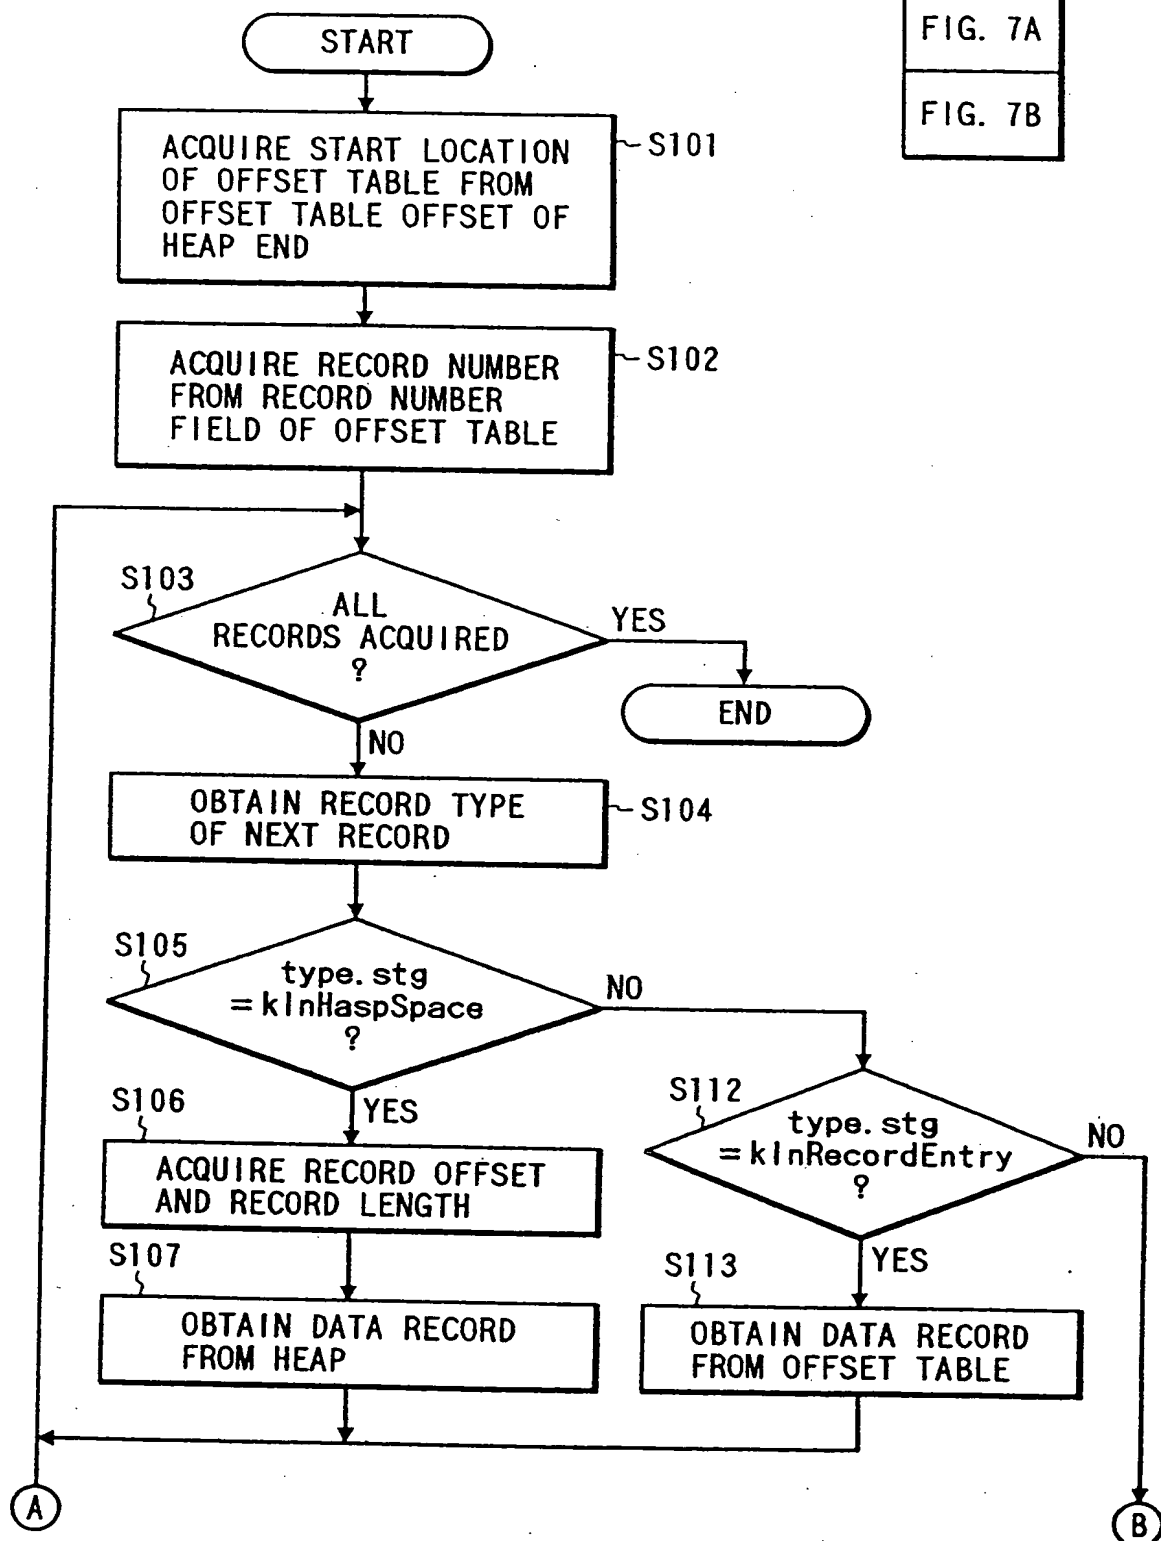 FIG. 7A
FIG. 7B
START
ACQUIRE START LOCATION
OF OFFSET TABLE FROM
OFFSET TABLE OFFSET OF
HEAP END
S101
ACQUIRE RECORD NUMBER
FROM RECORD NUMBER
FIELD OF OFFSET TABLE
S102
S103
ALL
RECORDS ACQUIRED
?
YES
END
NO
OBTAIN RECORD TYPE
OF NEXT RECORD
S104
S105
type.stg
=kInHaspSpace
?
NO
YES
S106
ACQUIRE RECORD OFFSET
AND RECORD LENGTH
S107
OBTAIN DATA RECORD
FROM HEAP
S112
type.stg
=kInRecordEntry
?
NO
YES
S113
OBTAIN DATA RECORD
FROM OFFSET TABLE
A
B